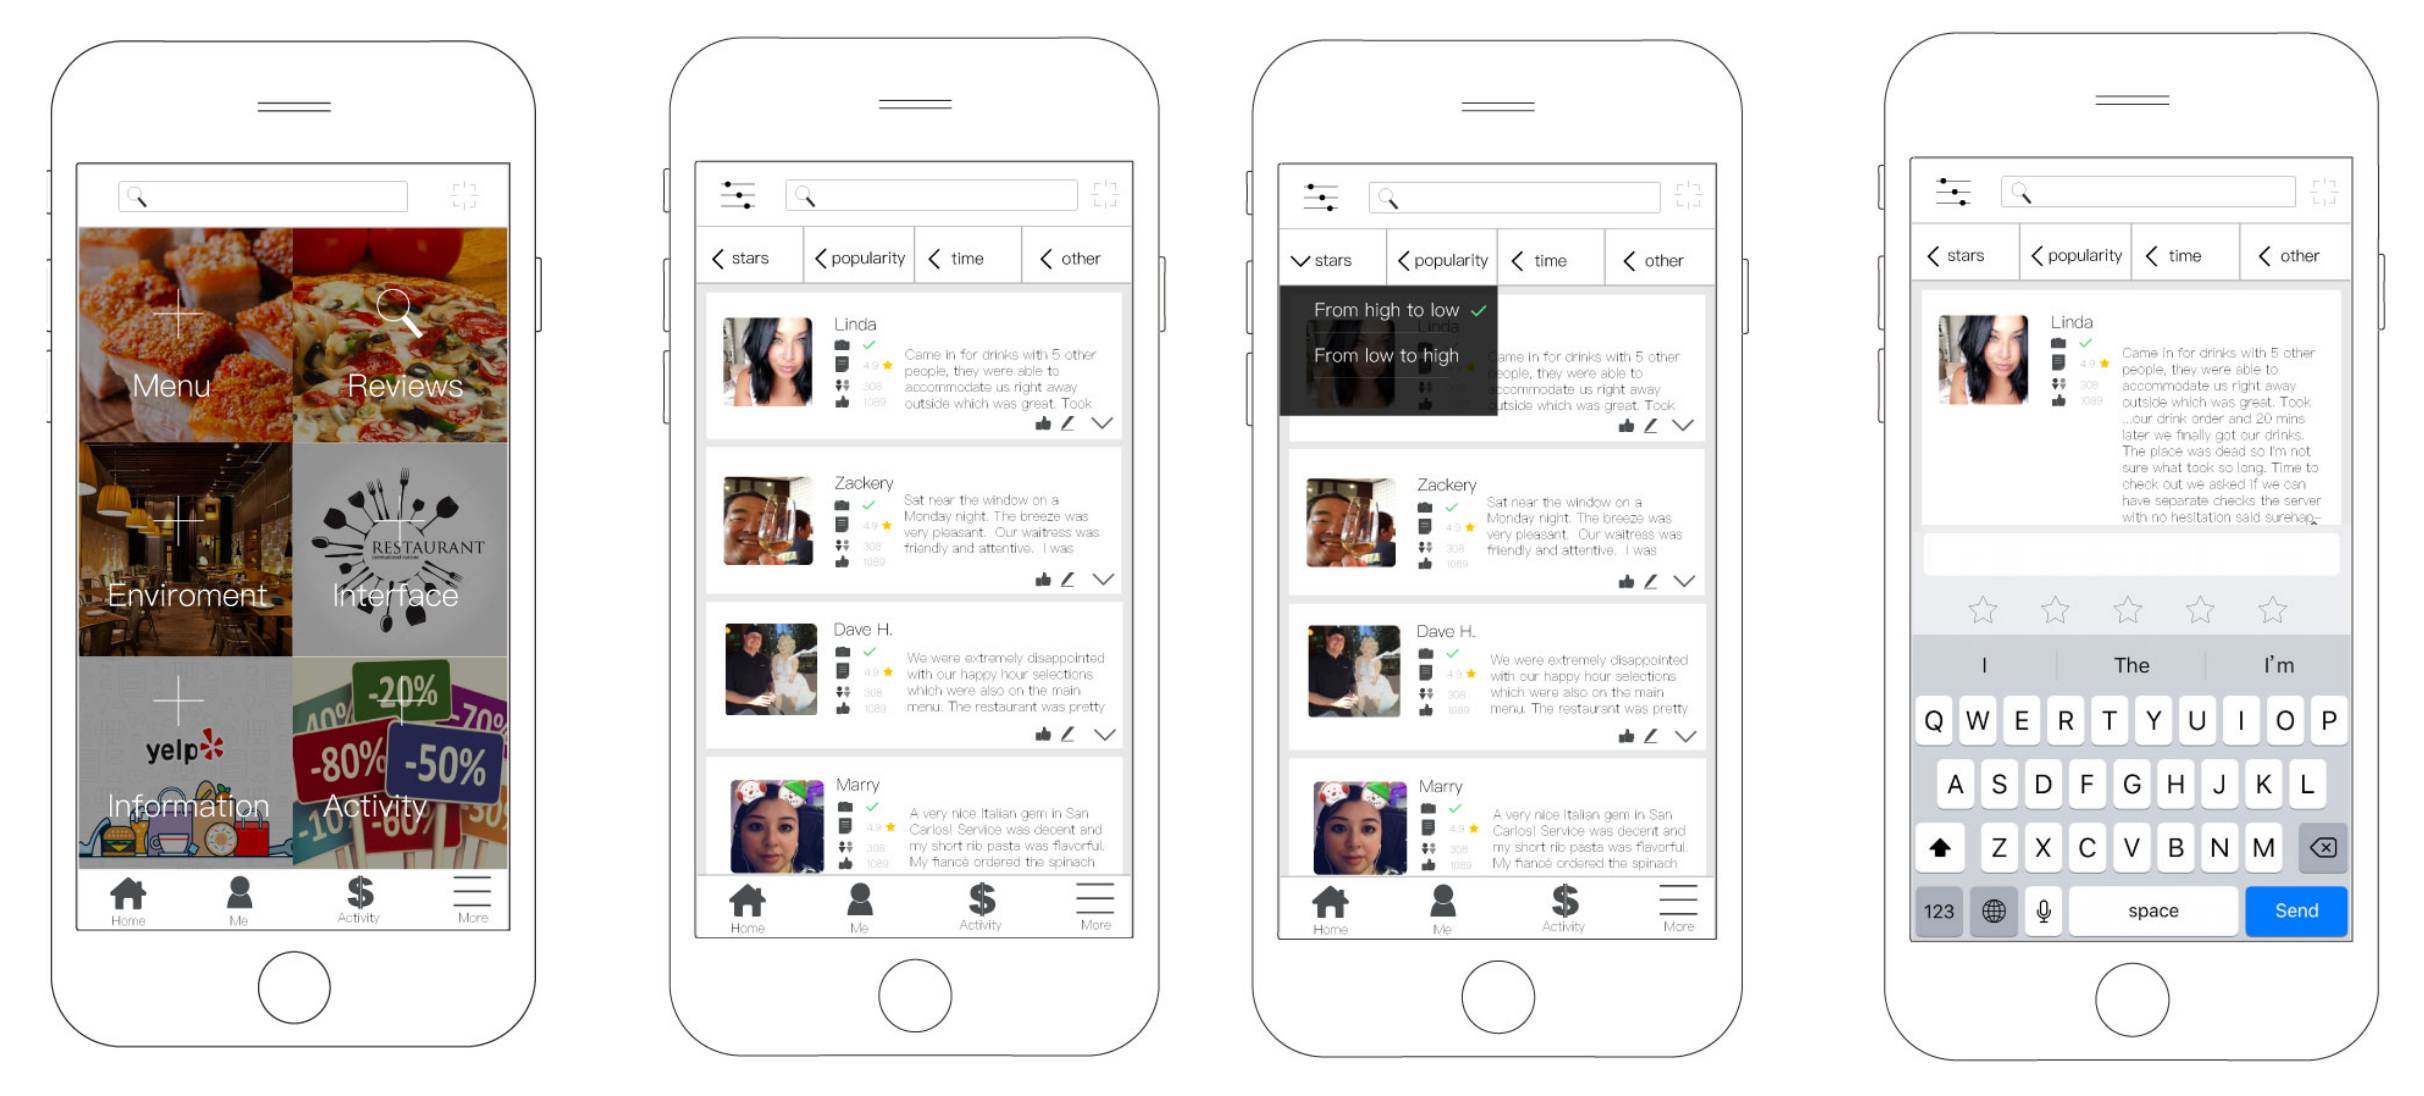 Menu
Reviews
RESTAURANT
Enviroment
Interface
-20%
-40%
-70%
yelp
-80%
-50%
Information
Activity
-10
-60%
-30
Home
Me
Activity
More
stars
popularity
time
other
Linda
4.9
308
1089
Came in for drinks with 5 other
people, they were able to
accommodate us right away
outside which was great. Took
Zackery
4.9
308
1089
Sat near the window on a
Monday night. The breeze was
very pleasant. Our waitress was
friendly and attentive. I was
Dave H.
4.9
308
1089
We were extremely disappointed
with our happy hour selections
which were also on the main
menu. The restaurant was pretty
Marry
4.9
308
1089
A very nice Italian gem in San
Carlos! Service was decent and
my short rib pasta was flavorful.
My fiancé ordered the spinach
Home
Me
Activity
More
stars
popularity
time
other
From high to low
From low to high
Linda
ame in for drinks with 5 other
eople, they were able to
ccommodate us right away
utside which was great. Took
Zackery
4.9
308
1089
Sat near the window on a
Monday night. The breeze was
very pleasant. Our waitress was
friendly and attentive. I was
Dave H.
4.9
308
1089
We were extremely disappointed
with our happy hour selections
which were also on the main
menu. The restaurant was pretty
Marry
4.9
308
1089
A very nice Italian gem in San
Carlos! Service was decent and
my short rib pasta was flavorful.
My fiancé ordered the spinach
Home
Me
Activity
More
stars
popularity
time
other
Linda
4.9
308
1089
Came in for drinks with 5 other
people, they were able to
accommodate us right away
outside which was great. Took
...our drink order and 20 mins
later we finally got our drinks.
The place was dead so I'm not
sure what took so long. Time to
check out we asked if we can
have separate checks the server
with no hesitation said surehap-
I The I'm
Q W E R T Y U I O P
A S D F G H J K L
Z X C V B N M
123 space Send